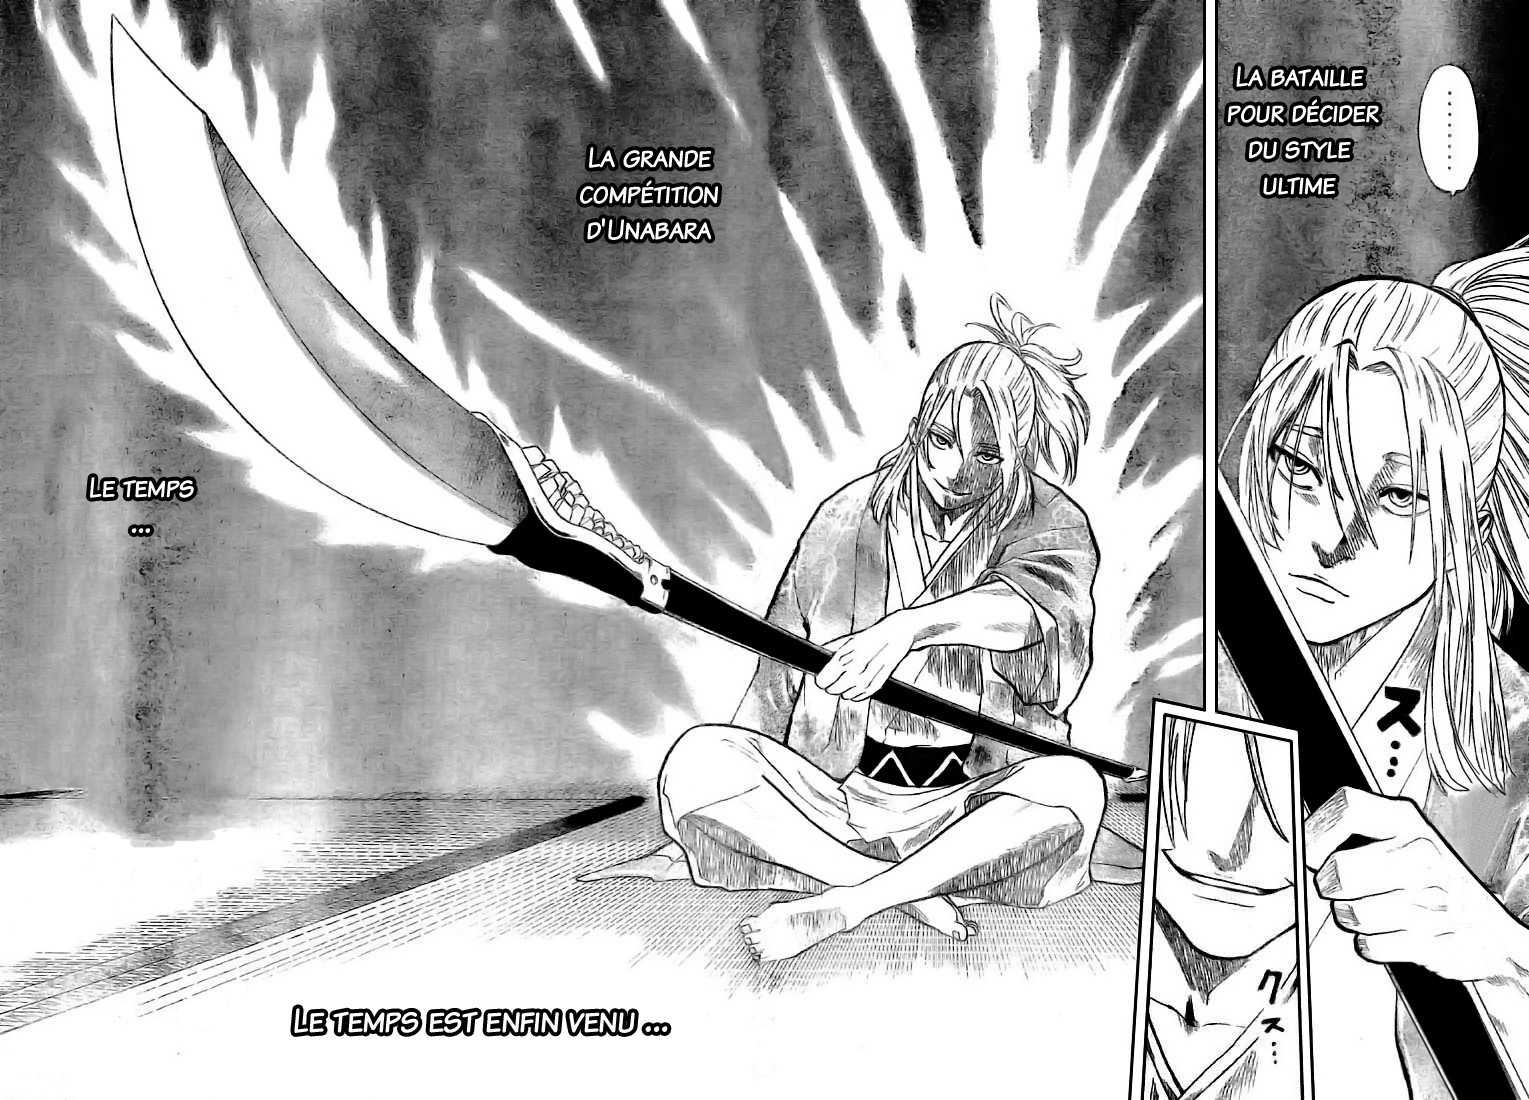 ………
La bataille
pour décider
du style
ultime
ス…
クス…
La grande
compétition
d'Unabara
Le temps
...
Le temps est enfin venu ...